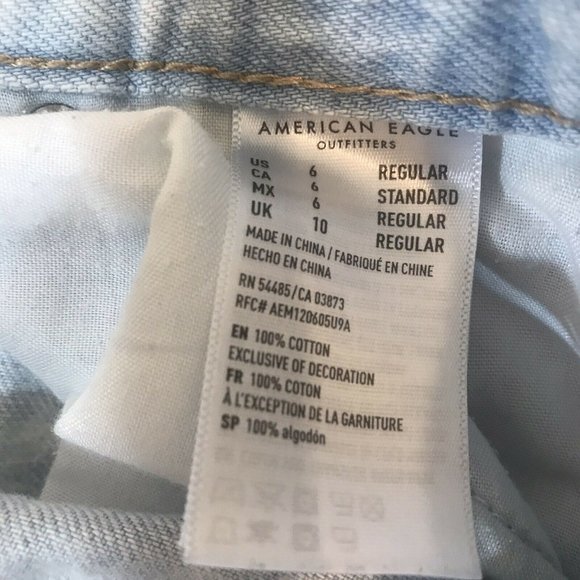 AMERICAN EAGLE
OUTFITTERS
US 6 REGULAR
CA 6 STANDARD
MX 6 REGULAR
UK 10 REGULAR
MADE IN CHINA / FABRIQUÉ EN CHINE
HECHO EN CHINA
RN 54485/CA 03873
RFC# AEM120605U9A
EN 100% COTTON
EXCLUSIVE OF DECORATION
FR 100% COTON
À L'EXCEPTION DE LA GARNITURE
SP 100% algodón